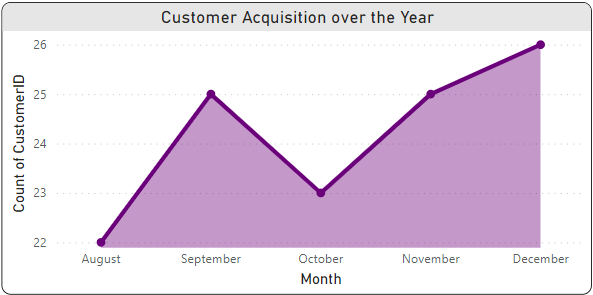 Customer Acquisition over the Year
26
25
24
23
22
Count of CustomerID
August September October November December
Month